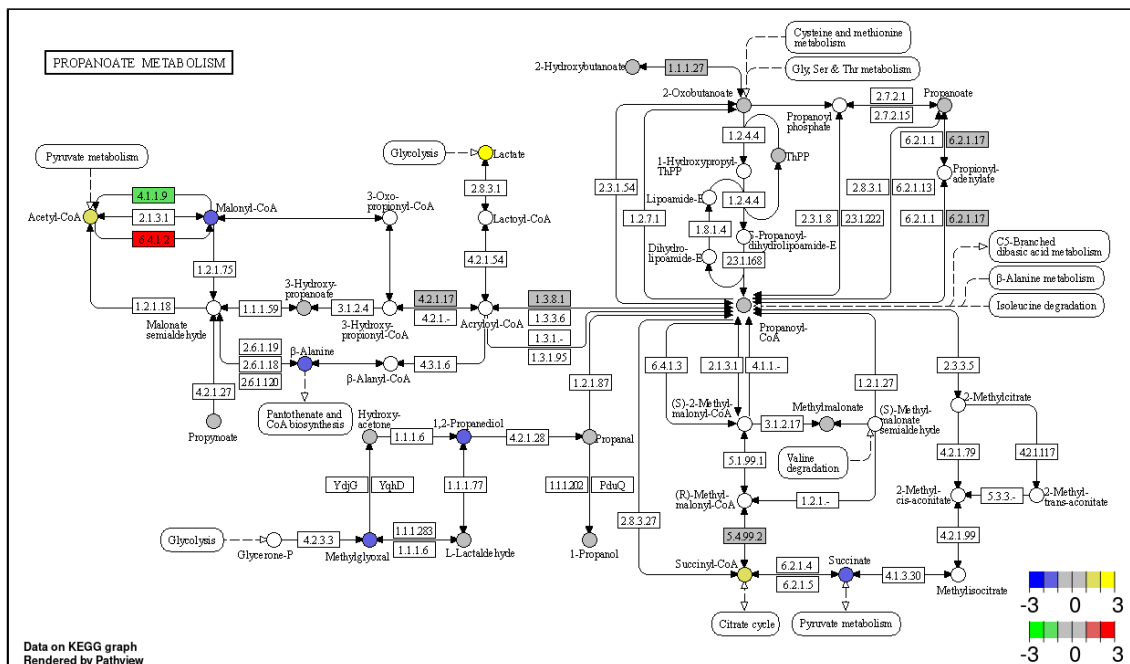 PROPANOATE METABOLISM
Cysteine and methionine
metabolism
2-Hydroxybutanoate
1.1.1.27
Gly, Ser & Thr metabolism
2-Oxobutanoate
Propanoyl
phosphate
2.7.2.1
2.7.2.15
Propanoate
Pyruvate metabolism
Glycolysis
Lactate
1.2.4.4
ThPP
6.2.1.1
6.2.1.17
1-Hydroxypropyl-
ThPP
Propionyl-
adenylate
2.8.3.1
2.3.1.54
Lipoamide-E
2.8.3.1
6.2.1.13
4.1.1.9
Acetyl-CoA
2.1.3.1
Malonyl-CoA
6.4.1.2
3-Oxo-
propionyl-CoA
Lactoyl-CoA
1.2.7.1
1.2.4.4
1.8.1.4
2.3.1.8
2.3.1.222
6.2.1.1
6.2.1.17
S-Propanoyl-
dihydrolipoamide-E
Dihydro-
lipoamide-E
2.3.1.168
C5-Branched
dibasic acid metabolism
4.2.1.54
1.2.1.75
β-Alanine metabolism
3-Hydroxy-
propanoate
4.2.1.17
1.3.8.1
Isoleucine degradation
1.2.1.18
1.1.1.59
3.1.2.4
4.2.1.-
1.3.3.6
Malonate
semialdehyde
3-Hydroxy-
propionyl-CoA
Acryloyl-CoA
Propanoyl-
CoA
1.3.1.-
1.3.1.95
2.6.1.19
2.6.1.18
2.6.1.120
β-Alanine
β-Alanyl-CoA
4.3.1.6
6.4.1.3
2.1.3.1
4.1.1.-
2.3.3.5
1.2.1.87
1.2.1.27
4.2.1.27
Pantothenate and
CoA biosynthesis
Propynoate
Hydroxy-
acetone
1,2-Propanediol
(S)-2-Methyl-
malonyl-CoA
Methylmalonate
(S)-Methyl-
malonate
semialdehyde
2-Methylcitrate
1.1.1.6
4.2.1.28
Propanal
3.1.2.17
Valine
degradation
4.2.1.79
4.2.1.117
5.1.99.1
YdjG
YqhD
1.1.1.77
1.1.1.202
PduQ
(R)-Methyl-
malonyl-CoA
1.2.1.-
2-Methyl-
cis-aconitate
5.3.3.-
2-Methyl-
trans-aconitate
2.8.3.27
Glycolysis
4.2.3.3
1.1.1.283
1.1.1.6
5.4.99.2
4.2.1.99
Glycerone-P
Methylglyoxal
L-Lactaldehyde
1-Propanol
Succinyl-CoA
6.2.1.4
6.2.1.5
Succinate
4.1.3.30
Methylisocitrate
Citrate cycle
Pyruvate metabolism
-3 0 3
-3 0 3
Data on KEGG graph
Rendered by Pathview